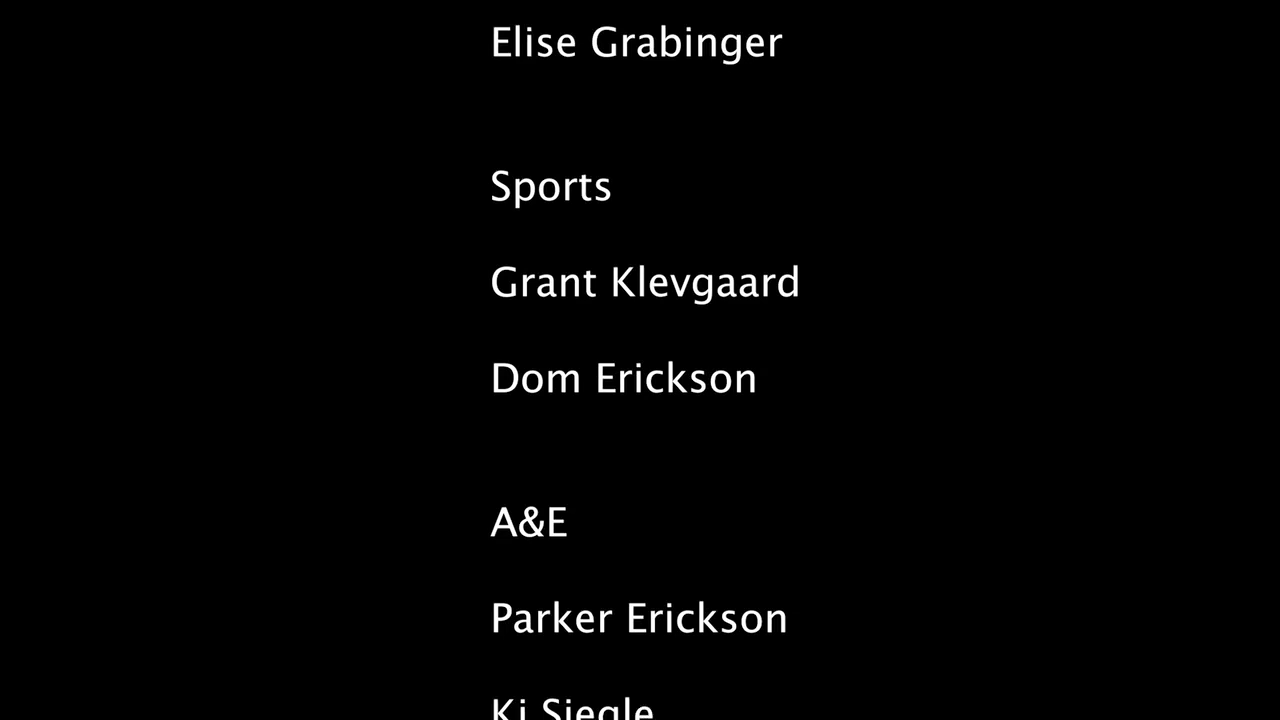 Elise Grabinger
Sports
Grant Klevgaard
Dom Erickson
A&E
Parker Erickson
Ki Siegle